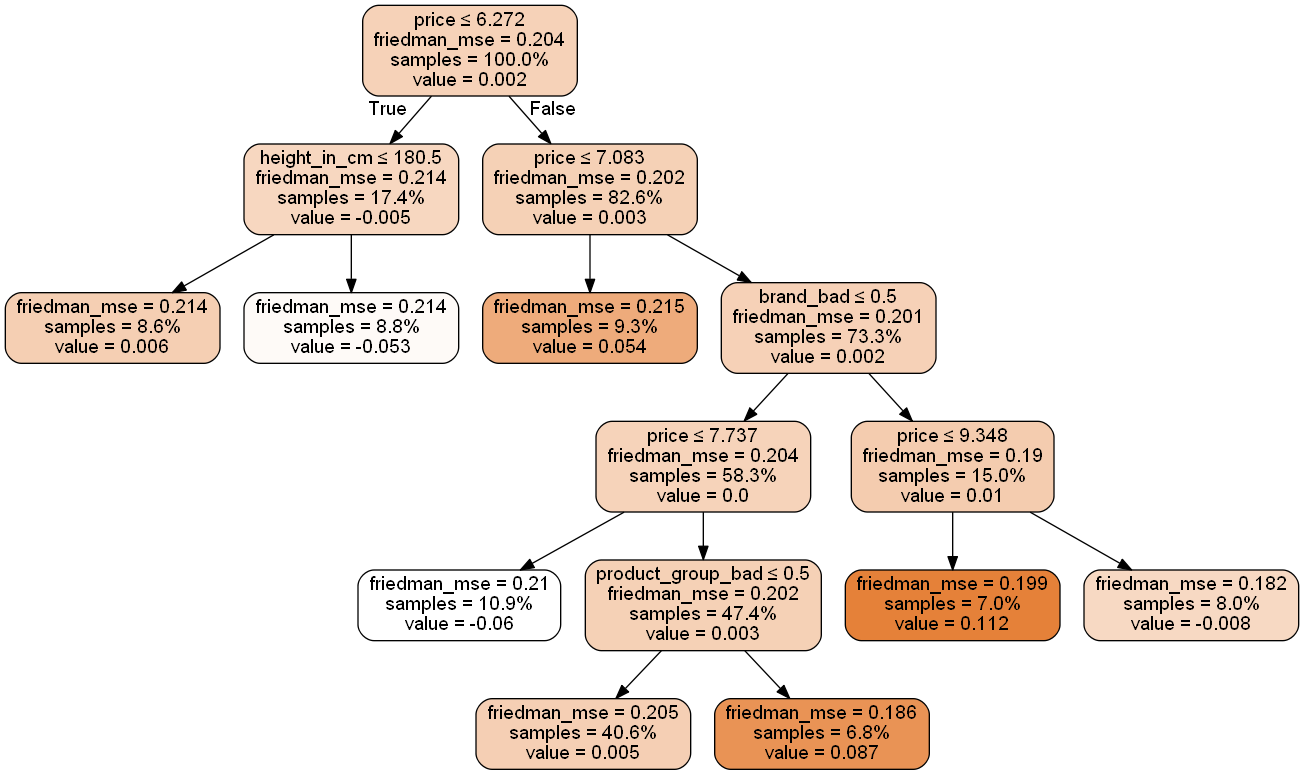 price ≤ 6.272
friedman_mse = 0.204
samples = 100.0%
value = 0.002
True
False
height_in_cm ≤ 180.5
friedman_mse = 0.214
samples = 17.4%
value = -0.005
price ≤ 7.083
friedman_mse = 0.202
samples = 82.6%
value = 0.003
friedman_mse = 0.214
samples = 8.6%
value = 0.006
friedman_mse = 0.214
samples = 8.8%
value = -0.053
friedman_mse = 0.215
samples = 9.3%
value = 0.054
brand_bad ≤ 0.5
friedman_mse = 0.201
samples = 73.3%
value = 0.002
price ≤ 7.737
friedman_mse = 0.204
samples = 58.3%
value = 0.0
price ≤ 9.348
friedman_mse = 0.19
samples = 15.0%
value = 0.01
friedman_mse = 0.21
samples = 10.9%
value = -0.06
product_group_bad ≤ 0.5
friedman_mse = 0.202
samples = 47.4%
value = 0.003
friedman_mse = 0.199
samples = 7.0%
value = 0.112
friedman_mse = 0.182
samples = 8.0%
value = -0.008
friedman_mse = 0.205
samples = 40.6%
value = 0.005
friedman_mse = 0.186
samples = 6.8%
value = 0.087